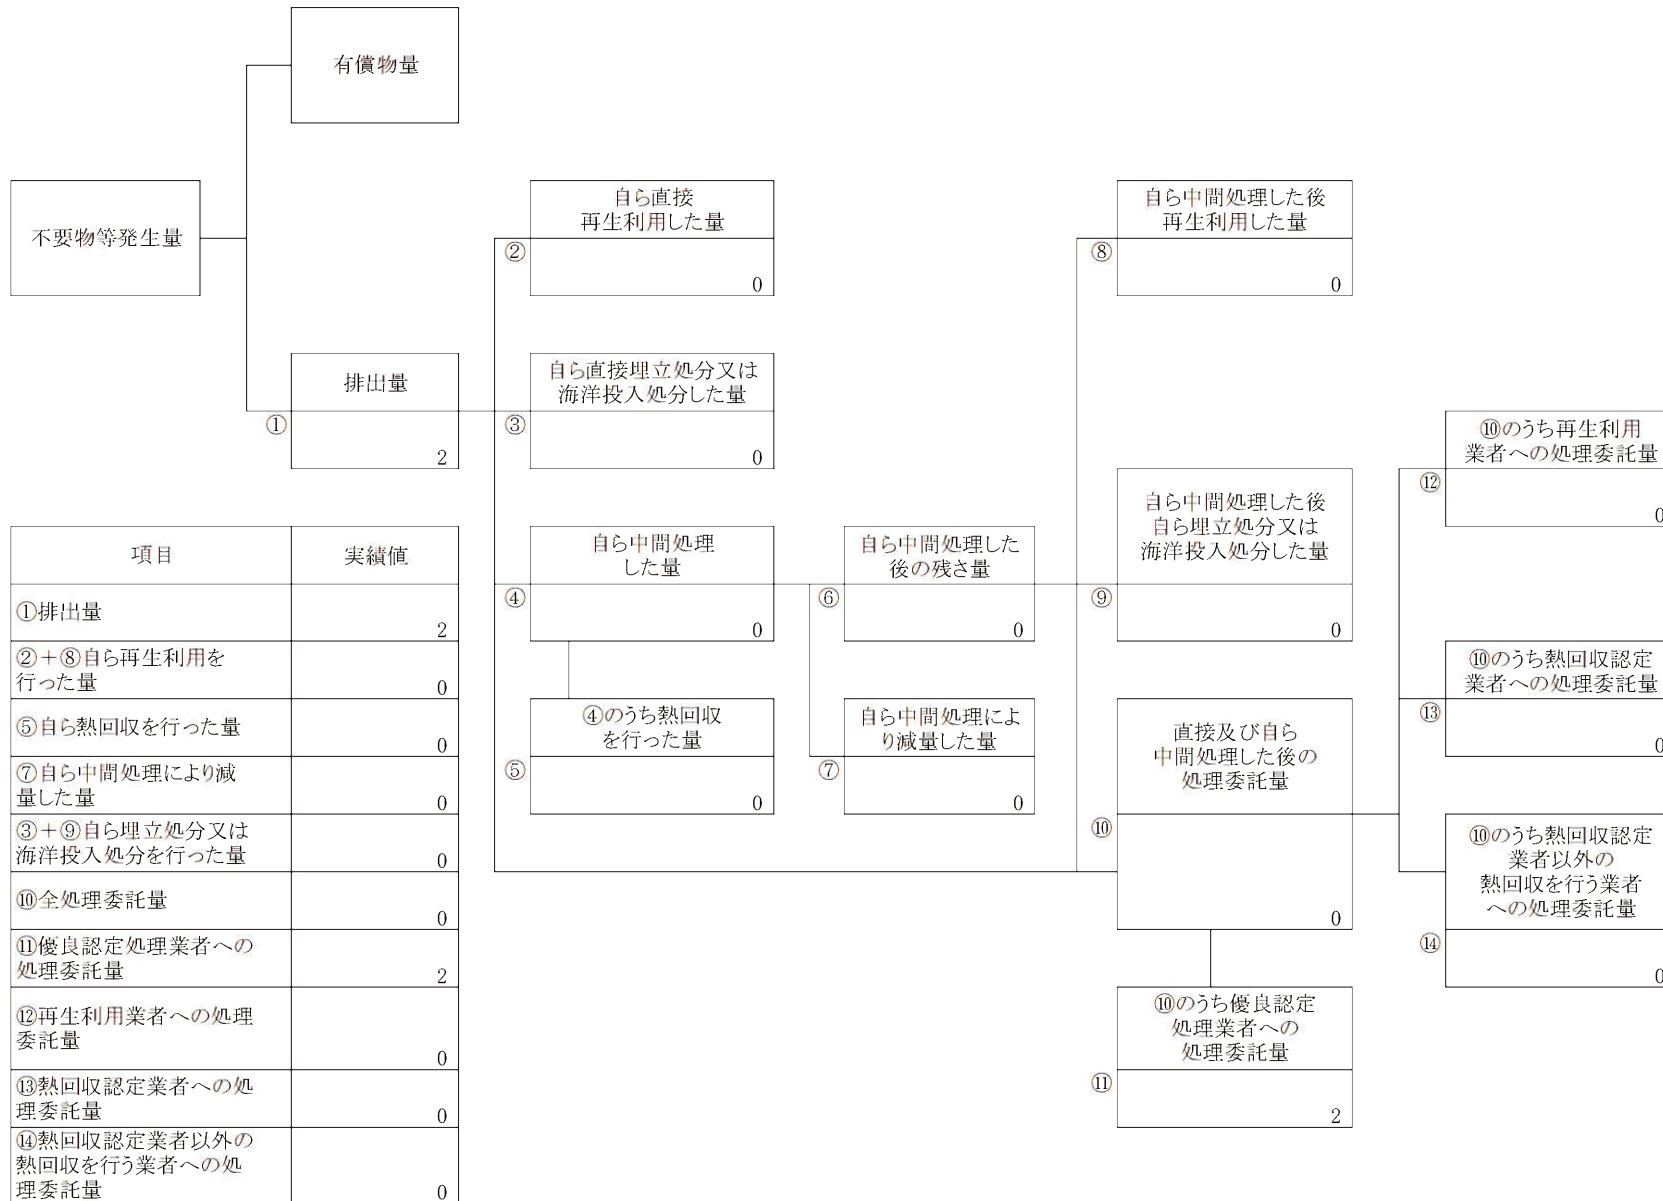 有償物量
不要物等発生量
自ら直接
再生利用した量
②
0
自ら中間処理した後
再生利用した量
⑧
0
排出量
①
2
自ら直接埋立処分又は
海洋投入処分した量
③
0
⑩のうち再生利用
業者への処理委託量
⑫
0
自ら中間処理
した量
④
0
自ら中間処理した
後の残さ量
⑥
0
自ら中間処理した後
自ら埋立処分又は
海洋投入処分した量
⑨
0
⑩のうち熱回収認定
業者への処理委託量
⑬
0
④のうち熱回収
を行った量
⑤
0
自ら中間処理によ
り減量した量
⑦
0
直接及び自ら
中間処理した後の
処理委託量
⑩
0
⑩のうち熱回収認定
業者以外の
熱回収を行う業者
への処理委託量
⑭
0
⑩のうち優良認定
処理業者への
処理委託量
⑪
2
項目 実績値
①排出量
2
②+⑧自ら再生利用を
行った量
0
⑤自ら熱回収を行った量
0
⑦自ら中間処理により減
量した量
0
③+⑨自ら埋立処分又は
海洋投入処分を行った量
0
⑩全処理委託量
0
⑪優良認定処理業者への
処理委託量
2
⑫再生利用業者への処理
委託量
0
⑬熱回収認定業者への処
理委託量
0
⑭熱回収認定業者以外の
熱回収を行う業者への処
理委託量
0